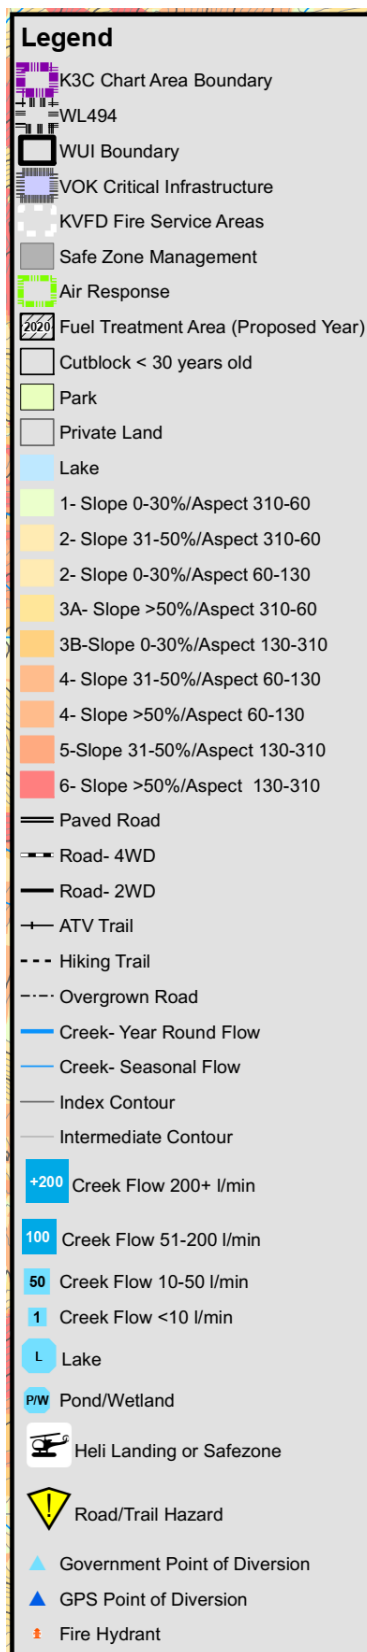 Legend
K3C Chart Area Boundary
WL494
WUI Boundary
VOK Critical Infrastructure
KVFD Fire Service Areas
Safe Zone Management
Air Response
2020 Fuel Treatment Area (Proposed Year)
Cutblock < 30 years old
Park
Private Land
Lake
1- Slope 0-30%/Aspect 310-60
2- Slope 31-50%/Aspect 310-60
2- Slope 0-30%/Aspect 60-130
3A- Slope >50%/Aspect 310-60
3B-Slope 0-30%/Aspect 130-310
4- Slope 31-50%/Aspect 60-130
4- Slope >50%/Aspect 60-130
5-Slope 31-50%/Aspect 130-310
6- Slope >50%/Aspect  130-310
Paved Road
Road- 4WD
Road- 2WD
ATV Trail
Hiking Trail
Overgrown Road
Creek- Year Round Flow
Creek- Seasonal Flow
Index Contour
Intermediate Contour
+200 Creek Flow 200+ l/min
100 Creek Flow 51-200 l/min
50 Creek Flow 10-50 l/min
1 Creek Flow <10 l/min
L Lake
P/W Pond/Wetland
Heli Landing or Safezone
! Road/Trail Hazard
Government Point of Diversion
GPS Point of Diversion
Fire Hydrant